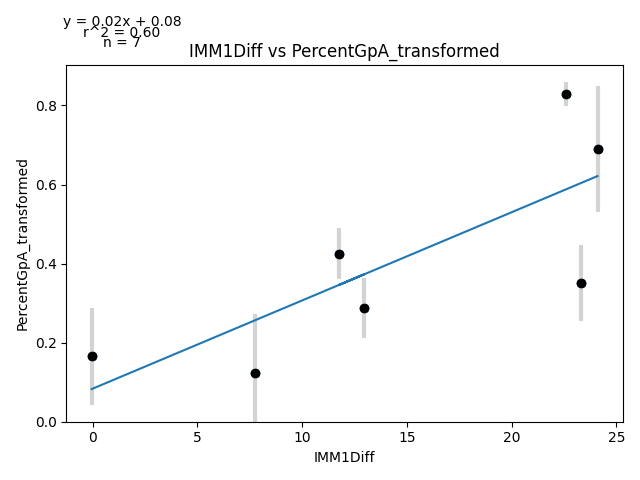 y = 0.02x + 0.08
r^2 = 0.60
n = 7
IMM1Diff vs PercentGpA_transformed
PercentGpA_transformed
0.8
0.6
0.4
0.2
0.0
0
5
10
15
20
25
IMM1Diff